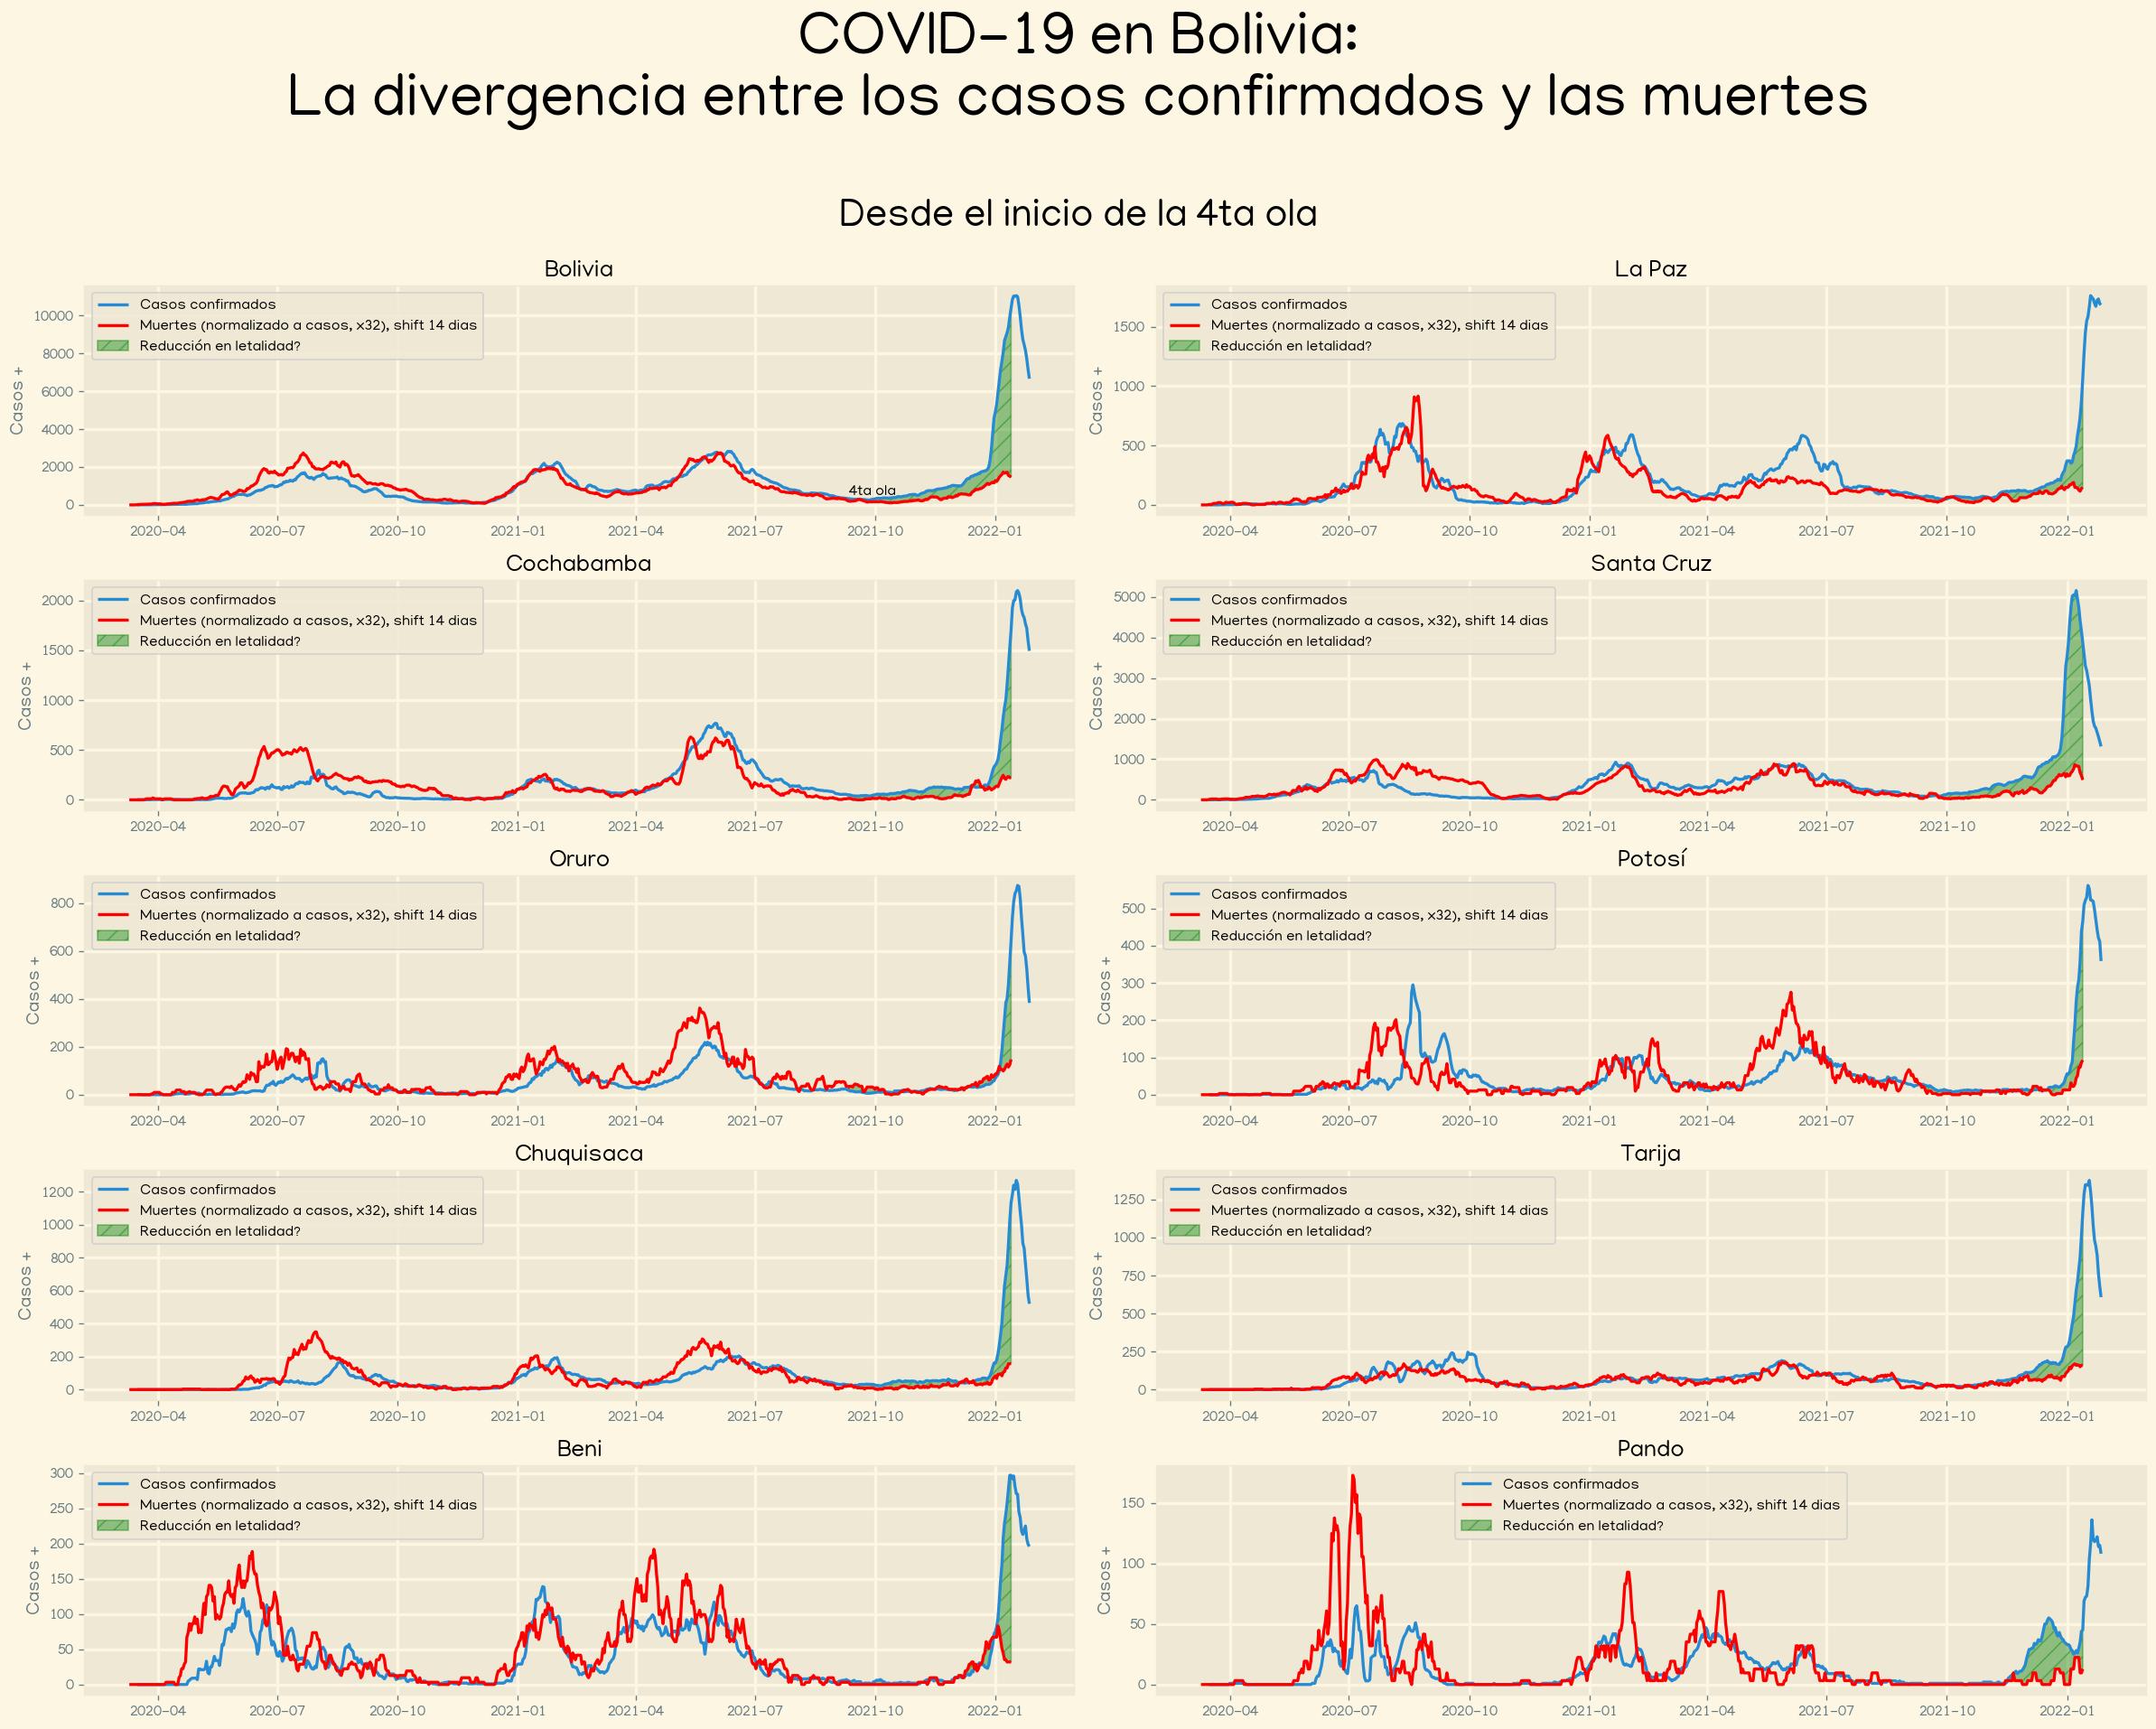 COVID-19 en Bolivia:
La divergencia entre los casos confirmados y las muertes
Desde el inicio de la 4ta ola
Bolivia
Casos confirmados
Muertes (normalizado a casos, x32), shift 14 dias
Reducción en letalidad?
Casos +
10000
8000
6000
4000
2000
0
4ta ola
2020-04 2020-07 2020-10 2021-01 2021-04 2021-07 2021-10 2022-01
La Paz
Casos confirmados
Muertes (normalizado a casos, x32), shift 14 dias
Reducción en letalidad?
Casos +
1500
1000
500
0
2020-04 2020-07 2020-10 2021-01 2021-04 2021-07 2021-10 2022-01
Cochabamba
Casos confirmados
Muertes (normalizado a casos, x32), shift 14 dias
Reducción en letalidad?
Casos +
2000
1500
1000
500
0
2020-04 2020-07 2020-10 2021-01 2021-04 2021-07 2021-10 2022-01
Santa Cruz
Casos confirmados
Muertes (normalizado a casos, x32), shift 14 dias
Reducción en letalidad?
Casos +
5000
4000
3000
2000
1000
0
2020-04 2020-07 2020-10 2021-01 2021-04 2021-07 2021-10 2022-01
Oruro
Casos confirmados
Muertes (normalizado a casos, x32), shift 14 dias
Reducción en letalidad?
Casos +
800
600
400
200
0
2020-04 2020-07 2020-10 2021-01 2021-04 2021-07 2021-10 2022-01
Potosí
Casos confirmados
Muertes (normalizado a casos, x32), shift 14 dias
Reducción en letalidad?
Casos +
500
400
300
200
100
0
2020-04 2020-07 2020-10 2021-01 2021-04 2021-07 2021-10 2022-01
Chuquisaca
Casos confirmados
Muertes (normalizado a casos, x32), shift 14 dias
Reducción en letalidad?
Casos +
1200
1000
800
600
400
200
0
2020-04 2020-07 2020-10 2021-01 2021-04 2021-07 2021-10 2022-01
Tarija
Casos confirmados
Muertes (normalizado a casos, x32), shift 14 dias
Reducción en letalidad?
Casos +
1250
1000
750
500
250
0
2020-04 2020-07 2020-10 2021-01 2021-04 2021-07 2021-10 2022-01
Beni
Casos confirmados
Muertes (normalizado a casos, x32), shift 14 dias
Reducción en letalidad?
Casos +
300
250
200
150
100
50
0
2020-04 2020-07 2020-10 2021-01 2021-04 2021-07 2021-10 2022-01
Pando
Casos confirmados
Muertes (normalizado a casos, x32), shift 14 dias
Reducción en letalidad?
Casos +
150
100
50
0
2020-04 2020-07 2020-10 2021-01 2021-04 2021-07 2021-10 2022-01